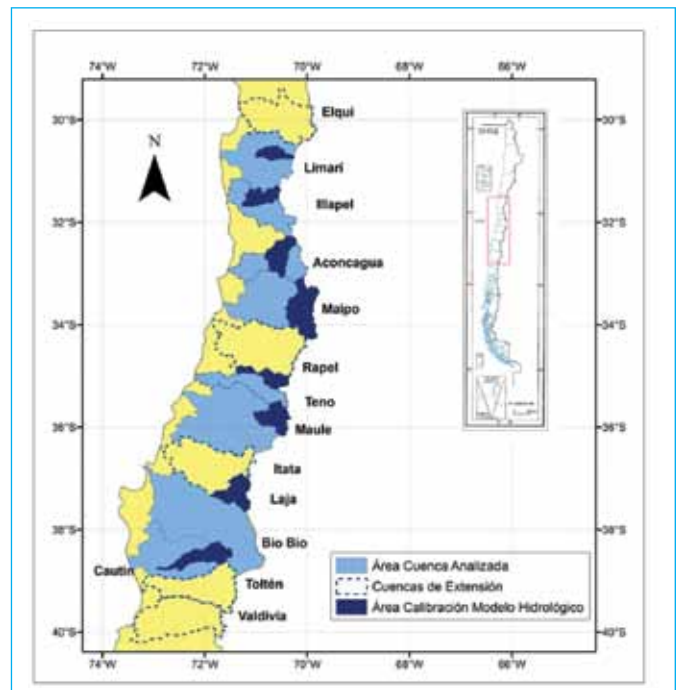 74°W 72°W 70°W 68°W 66°W
30°S 30°S
N
Elqui
Limarí
Illapel
32°S 32°S
Aconcagua
Maipo
34°S 34°S
Rapel
Teno
Maule
36°S 36°S
Itata
Laja
38°S 38°S
Bio Bio
Cautin
Toltén
Valdivia
40°S 40°S
Área Cuenca Analizada
Cuencas de Extensión
Área Calibración Modelo Hidrológico
74°W 72°W 70°W 68°W 66°W